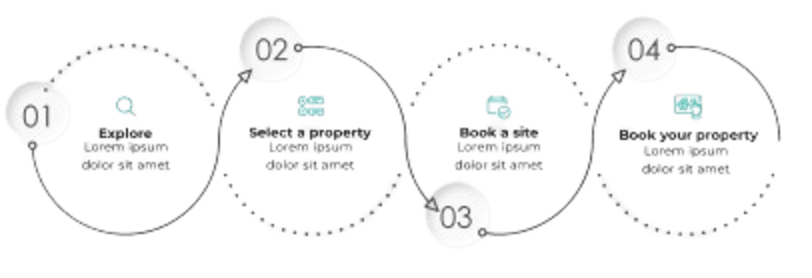 01
Explore
Lorem ipsum
dolor sit amet
02
Select a property
Lorem ipsum
dolor sit amet
03
Book a site
Lorem ipsum
dolor sit amet
04
Book your property
Lorem ipsum
dolor sit amet